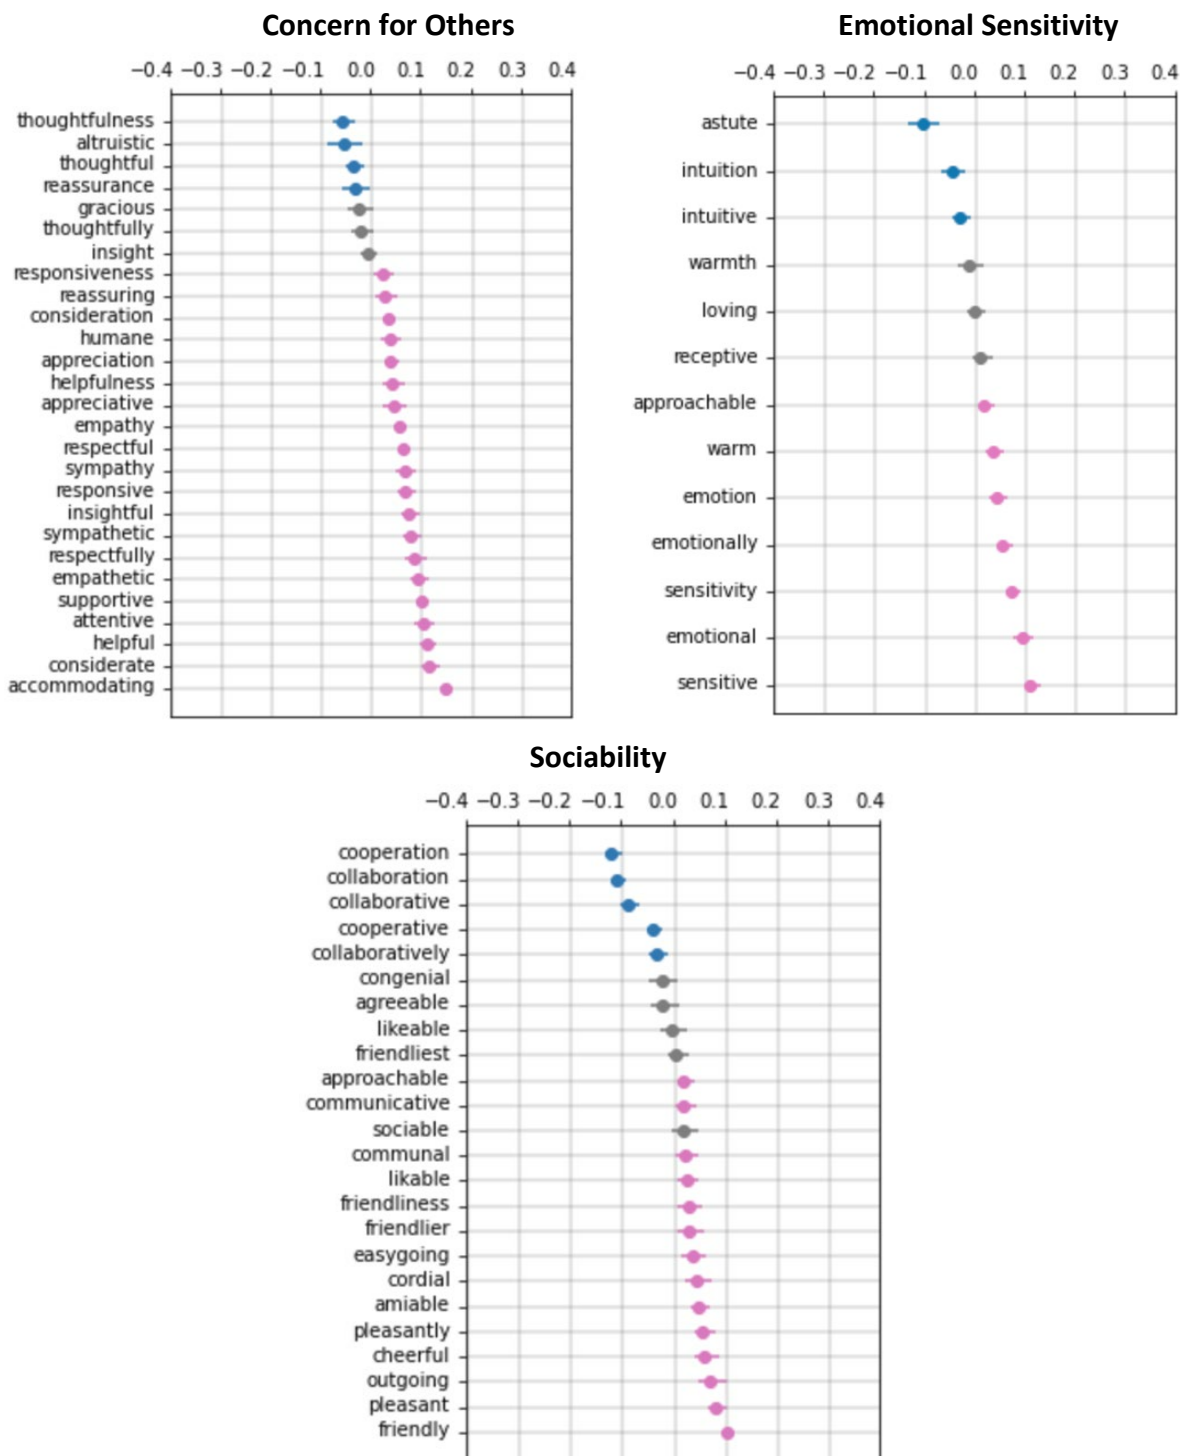 Concern for Others
−0.4 −0.3 −0.2 −0.1 0.0 0.1 0.2 0.3 0.4
thoughtfulness
altruistic
thoughtful
reassurance
gracious
thoughtfully
insight
responsiveness
reassuring
consideration
humane
appreciation
helpfulness
appreciative
empathy
respectful
sympathy
responsive
insightful
sympathetic
respectfully
empathetic
supportive
attentive
helpful
considerate
accommodating
Emotional Sensitivity
−0.4 −0.3 −0.2 −0.1 0.0 0.1 0.2 0.3 0.4
astute
intuition
intuitive
warmth
loving
receptive
approachable
warm
emotion
emotionally
sensitivity
emotional
sensitive
Sociability
−0.4 −0.3 −0.2 −0.1 0.0 0.1 0.2 0.3 0.4
cooperation
collaboration
collaborative
cooperative
collaboratively
congenial
agreeable
likeable
friendliest
approachable
communicative
sociable
communal
likable
friendliness
friendlier
easygoing
cordial
amiable
pleasantly
cheerful
outgoing
pleasant
friendly